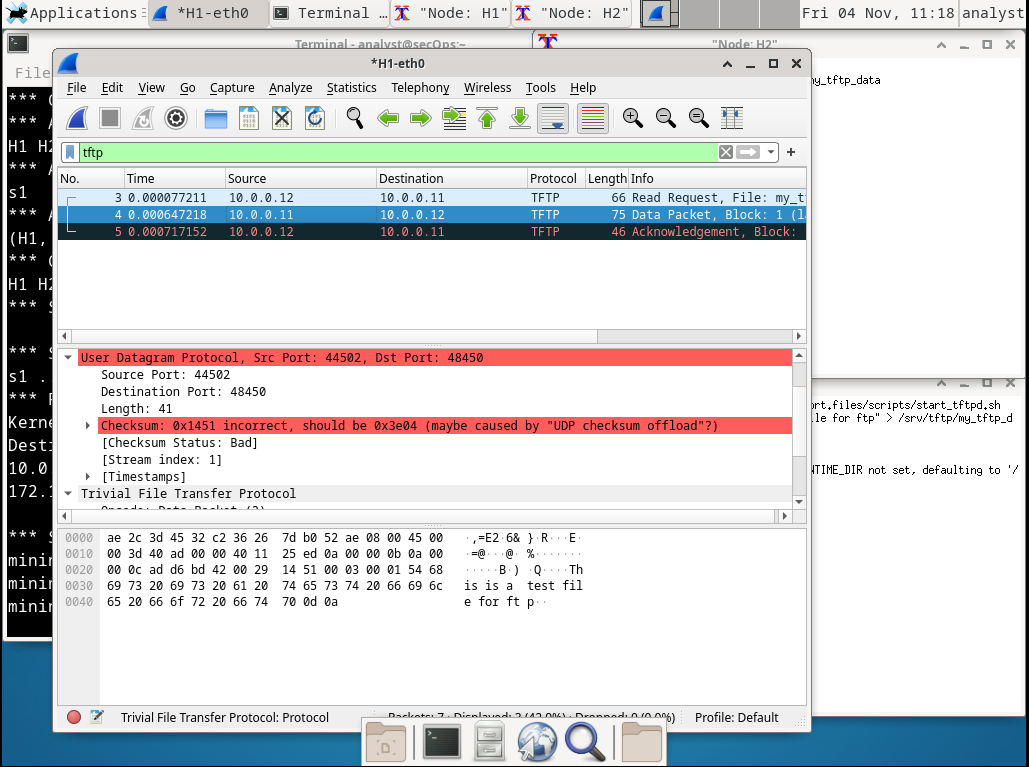 Applications *H1-eth0 Terminal ... "Node: H1" "Node: H2" Fri 04 Nov, 11:18 analyst
Terminal - analyst@secOps:~
"Node: H2"
File
my_tftp_data
*** 
*** A
H1 H2
*** A
s1
*** A
(H1,
*** 
H1 H2
*** S
*** S
s1 .
*** 
Kerne
Desti
10.0
172.1
*** S
minin
minin
minin
ort.files/scripts/start_tftpd.sh
ile for ftp" > /srv/tftp/my_tftp_d
NTIME_DIR not set, defaulting to '/
*H1-eth0
File Edit View Go Capture Analyze Statistics Telephony Wireless Tools Help
tftp
No. Time Source Destination Protocol Length Info
3 0.000077211 10.0.0.12 10.0.0.11 TFTP 66 Read Request, File: my_t
4 0.000647218 10.0.0.11 10.0.0.12 TFTP 75 Data Packet, Block: 1 (l
5 0.000717152 10.0.0.12 10.0.0.11 TFTP 46 Acknowledgement, Block:
User Datagram Protocol, Src Port: 44502, Dst Port: 48450
Source Port: 44502
Destination Port: 48450
Length: 41
Checksum: 0x1451 incorrect, should be 0x3e04 (maybe caused by "UDP checksum offload"?)
[Checksum Status: Bad]
[Stream index: 1]
[Timestamps]
Trivial File Transfer Protocol
Opcode: Data Packet (3)
0000 ae 2c 3d 45 32 c2 36 26 7d b0 52 ae 08 00 45 00 ·,=E2·6& }·R···E·
0010 00 3d 40 ad 00 00 40 11 25 ed 0a 00 00 0b 0a 00 ·=@···@· %·······
0020 00 0c ad d6 bd 42 00 29 14 51 00 03 00 01 54 68 ·····B·) ·Q····Th
0030 69 73 20 69 73 20 61 20 74 65 73 74 20 66 69 6c is is a test fil
0040 65 20 66 6f 72 20 66 74 70 0d 0a e for ft p··
Trivial File Transfer Protocol: Protocol Packets: 7 · Displayed: 3 (42.9%) · Dropped: 0 (0.0%) Profile: Default